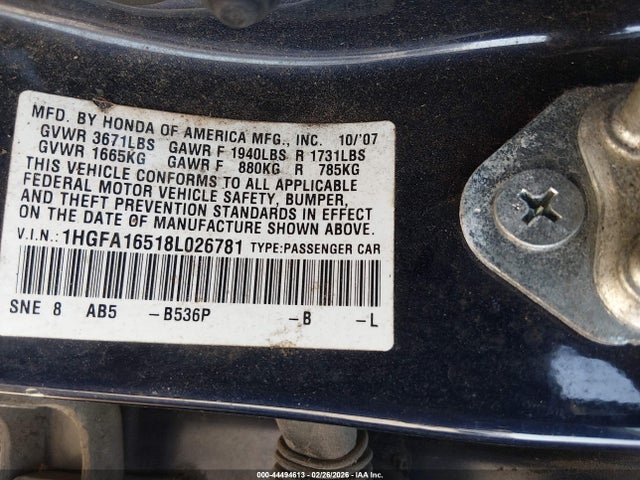 MFD. BY HONDA OF AMERICA MFG., INC. 10/'07
GVWR 3671LBS GAWR F 1940LBS R 1731LBS
GVWR 1665KG GAWR F 880KG R 785KG
THIS VEHICLE CONFORMS TO ALL APPLICABLE
FEDERAL MOTOR VEHICLE SAFETY, BUMPER,
AND THEFT PREVENTION STANDARDS IN EFFECT
ON THE DATE OF MANUFACTURE SHOWN ABOVE.
V.I.N.: 1HGFA16518L026781 TYPE:PASSENGER CAR
SNE 8 AB5 -B536P -B -L
000-44494613 - 02/26/2026 - IAA Inc.